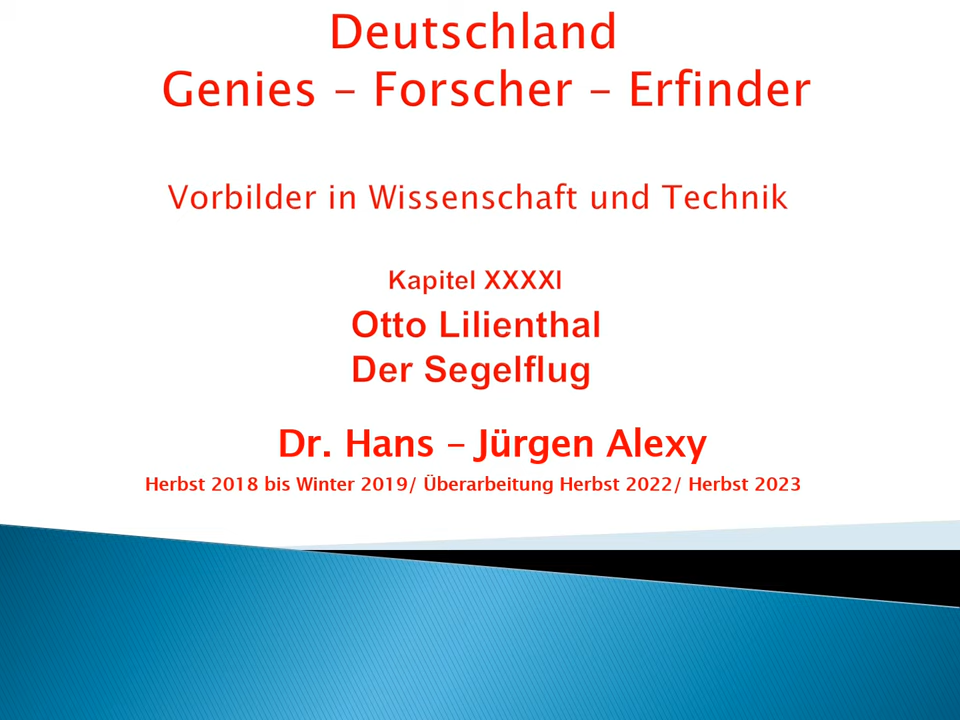 Deutschland
Genies – Forscher – Erfinder
Vorbilder in Wissenschaft und Technik
Kapitel XXXXI
Otto Lilienthal
Der Segelflug
Dr. Hans – Jürgen Alexy
Herbst 2018 bis Winter 2019/ Überarbeitung Herbst 2022/ Herbst 2023